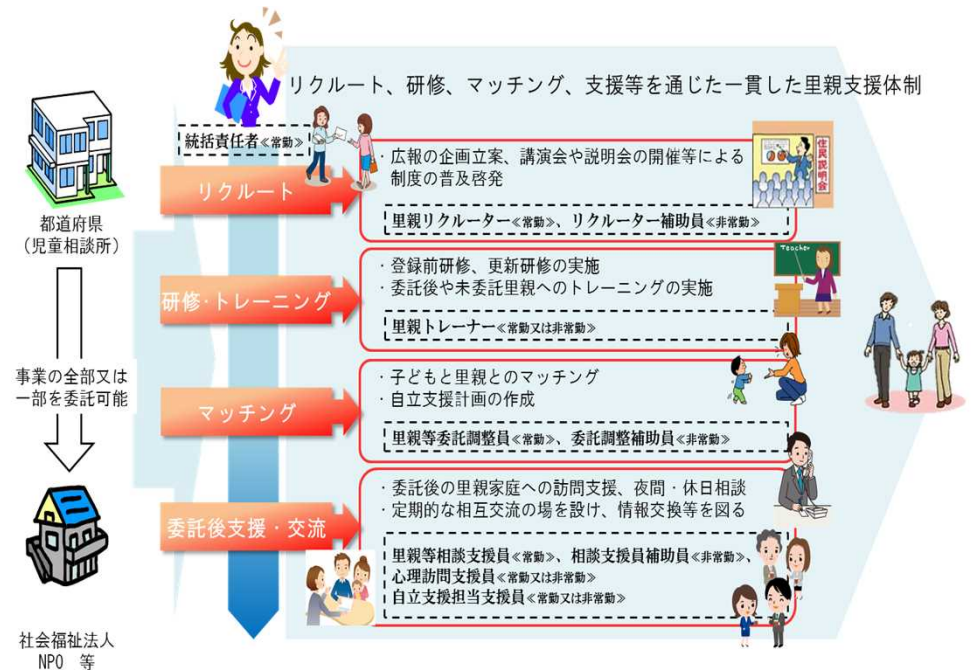 リクルート、研修、マッチング、支援等を通じた一貫した里親支援体制
統括責任者≪常勤≫
リクルート
・広報の企画立案、講演会や説明会の開催等による
制度の普及啓発
里親リクルーター≪常勤≫、リクルーター補助員≪非常勤≫
住民説明会
都道府県
(児童相談所)
研修・トレーニング
・登録前研修、更新研修の実施
・委託後や未委託里親へのトレーニングの実施
里親トレーナー≪常勤又は非常勤≫
Teacher
事業の全部又は
一部を委託可能
マッチング
・子どもと里親とのマッチング
・自立支援計画の作成
里親等委託調整員≪常勤≫、委託調整補助員≪非常勤≫
委託後支援・交流
・委託後の里親家庭への訪問支援、夜間・休日相談
・定期的な相互交流の場を設け、情報交換等を図る
里親等相談支援員≪常勤≫、相談支援員補助員≪非常勤≫、
心理訪問支援員≪常勤又は非常勤≫
自立支援担当支援員≪常勤又は非常勤≫
社会福祉法人
NPO 等